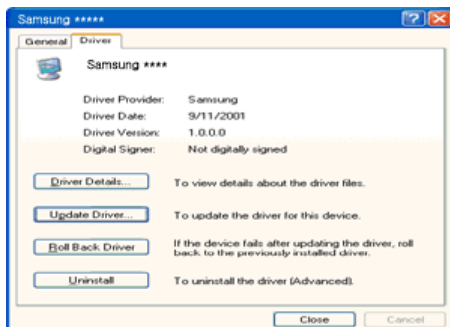 Samsung *****
General Driver
Samsung ****
Driver Provider: Samsung
Driver Date: 9/11/2001
Driver Version: 1.0.0.0
Digital Signer: Not digitally signed
Driver Details... To view details about the driver files.
Update Driver... To update the driver for this device.
Roll Back Driver If the device fails after updating the driver, roll
back to the previously installed driver.
Uninstall To uninstall the driver (Advanced).
Close Cancel